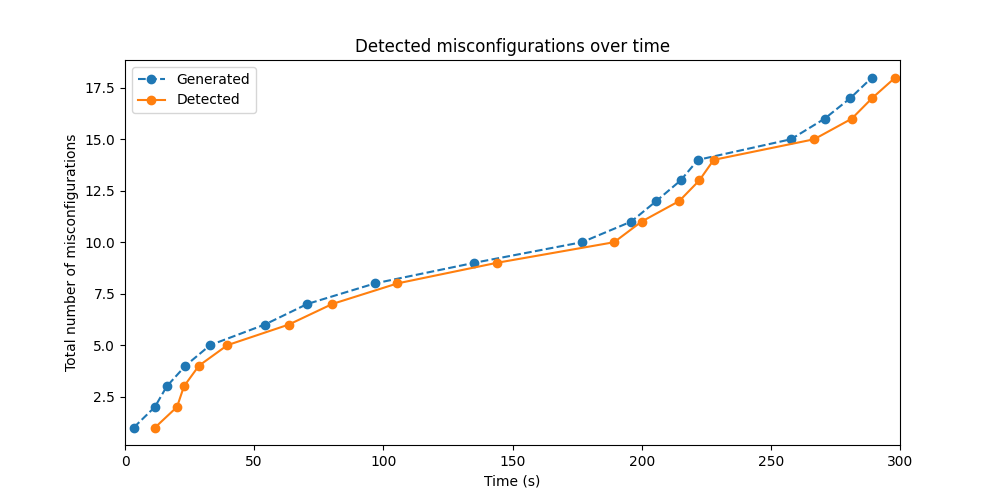 Detected misconfigurations over time
Generated
Detected
Total number of misconfigurations
17.5
15.0
12.5
10.0
7.5
5.0
2.5
0 50 100 150 200 250 300
Time (s)